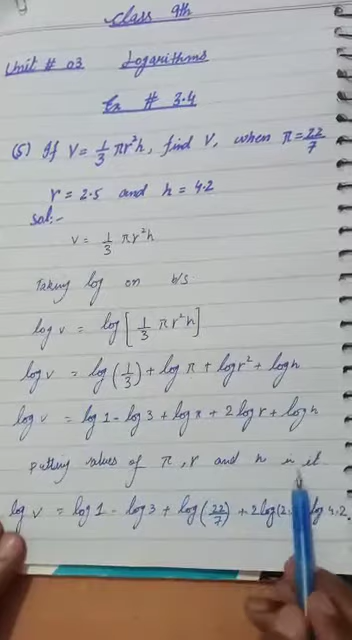 Class 9th
Unit # 03 Logarithms
Ex # 3.4
(5) If V = 1/3 πr²h, find V, when π = 22/7
r = 2.5 and h = 4.2
Sol:-
V = 1/3 πr²h
Taking log on b/s
log V = log[1/3 πr²h]
log V = log(1/3) + log π + log r² + log h
log V = log 1 - log 3 + log π + 2 log r + log h
Putting values of π, r and h in it
log V = log 1 - log 3 + log(22/7) + 2 log(2. log 4.2.